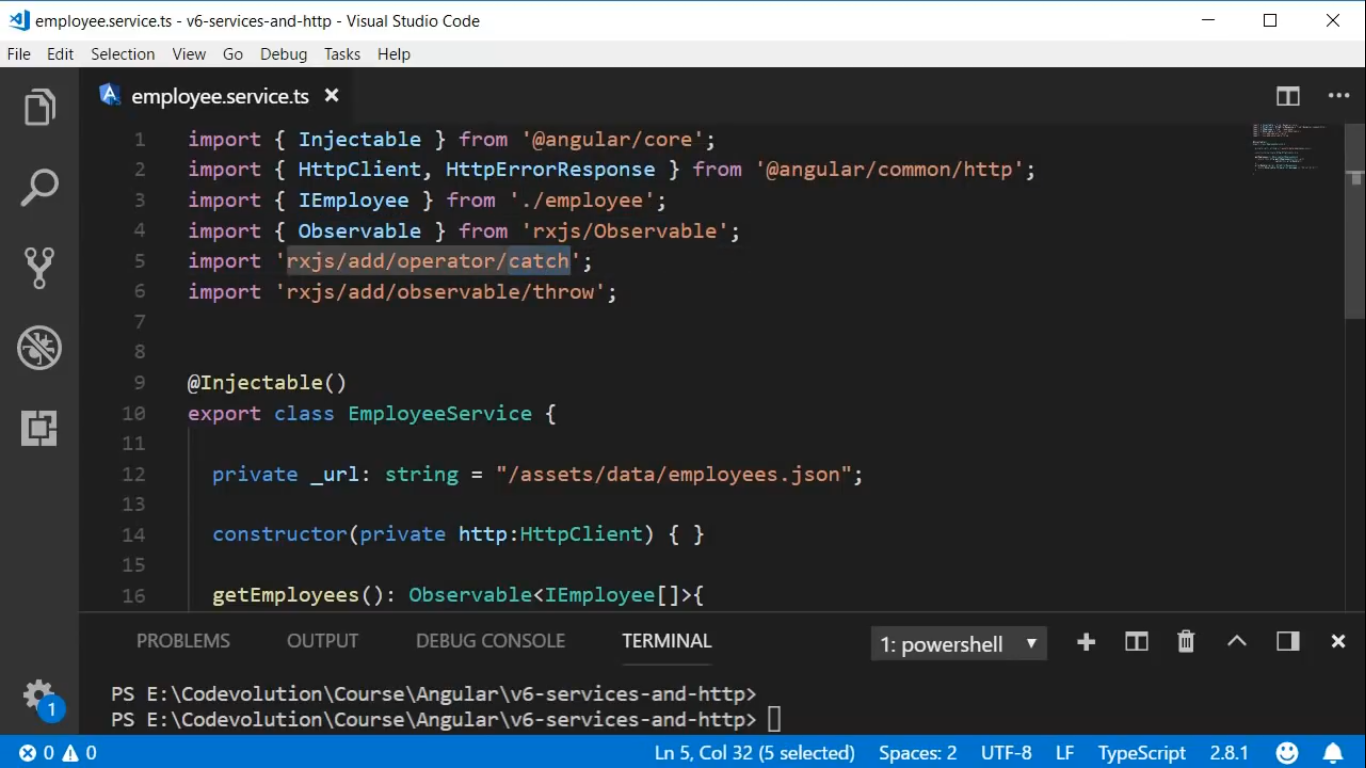 employee.service.ts - v6-services-and-http - Visual Studio Code
File Edit Selection View Go Debug Tasks Help
employee.service.ts
1 import { Injectable } from '@angular/core';
2 import { HttpClient, HttpErrorResponse } from '@angular/common/http';
3 import { IEmployee } from './employee';
4 import { Observable } from 'rxjs/Observable';
5 import 'rxjs/add/operator/catch';
6 import 'rxjs/add/observable/throw';
7
8
9 @Injectable()
10 export class EmployeeService {
11
12 private _url: string = "/assets/data/employees.json";
13
14 constructor(private http:HttpClient) { }
15
16 getEmployees(): Observable<IEmployee[]>{
PROBLEMS OUTPUT DEBUG CONSOLE TERMINAL 1: powershell
PS E:\Codevolution\Course\Angular\v6-services-and-http>
PS E:\Codevolution\Course\Angular\v6-services-and-http>
1
0 0 Ln 5, Col 32 (5 selected) Spaces: 2 UTF-8 LF TypeScript 2.8.1